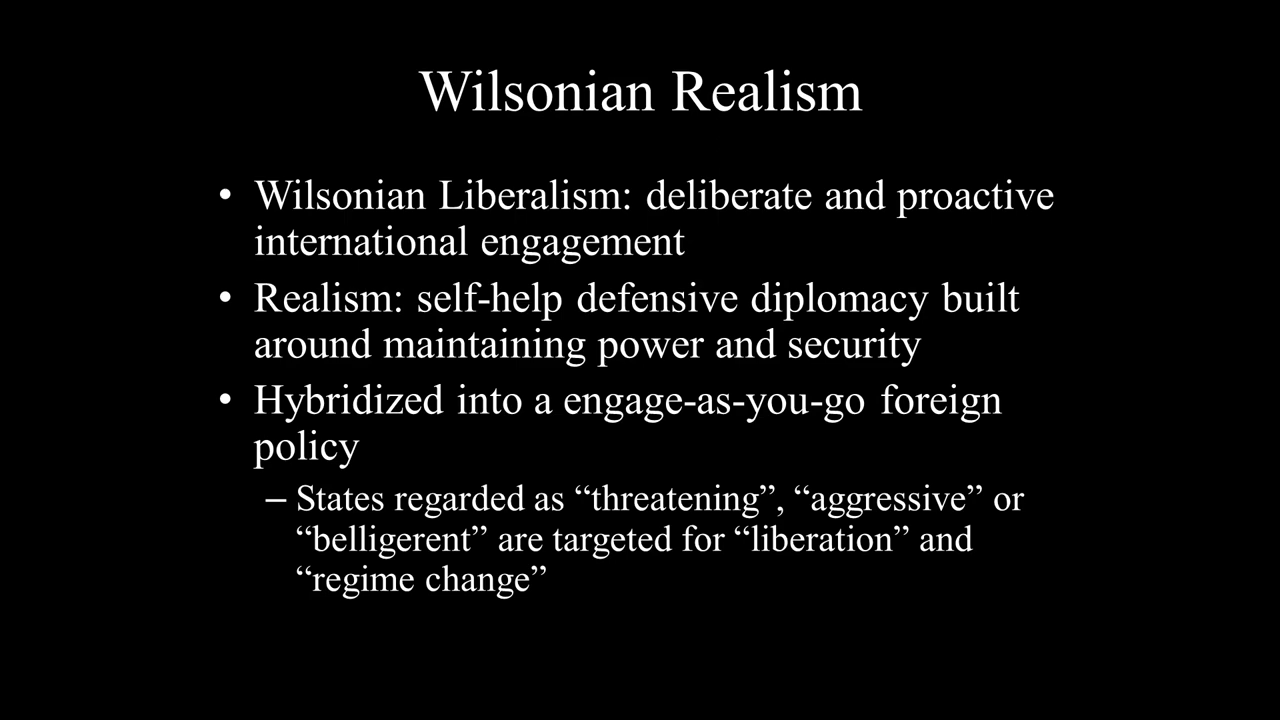 Wilsonian Realism
• Wilsonian Liberalism: deliberate and proactive
international engagement
• Realism: self-help defensive diplomacy built
around maintaining power and security
• Hybridized into a engage-as-you-go foreign
policy
– States regarded as “threatening”, “aggressive” or
“belligerent” are targeted for “liberation” and
“regime change”